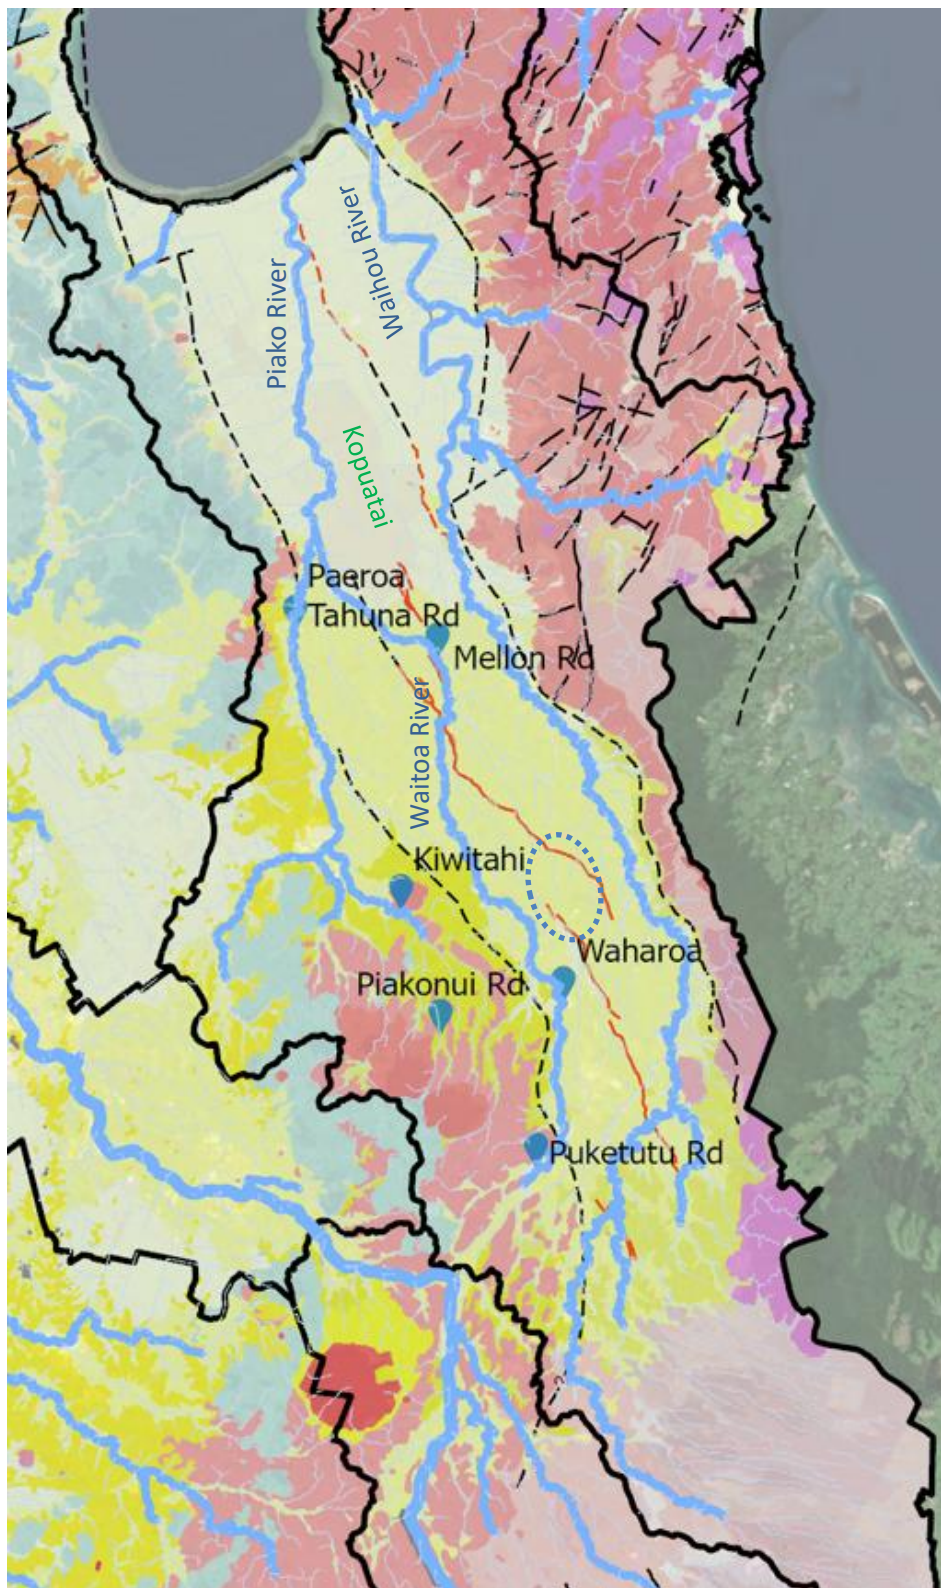 Waihou River
Piako River
Kopuatai
Paeroa
Tahuna Rd
Mellon Rd
Waitoa River
Kiwitahi
Waharoa
Piakonui Rd
Puketutu Rd